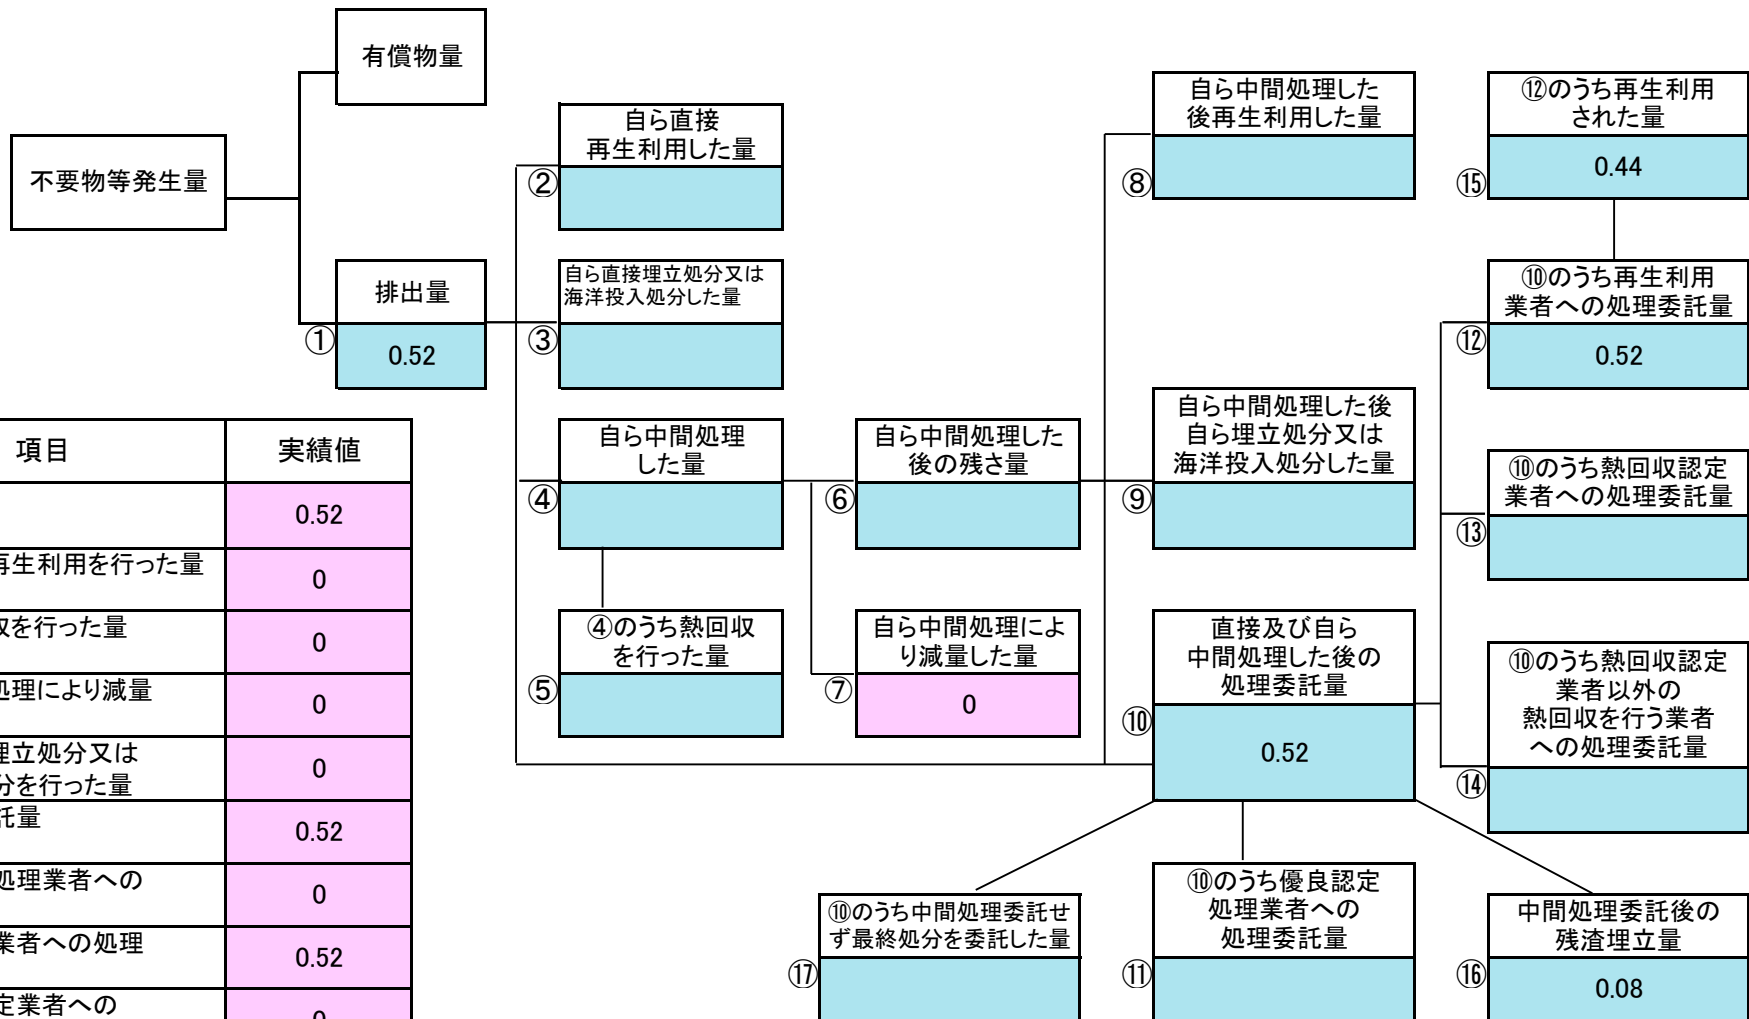 有償物量
不要物等発生量
排出量
①
0.52
自ら直接
再生利用した量
②
自ら直接埋立処分又は
海洋投入処分した量
③
自ら中間処理
した量
④
④のうち熱回収
を行った量
⑤
自ら中間処理した
後の残さ量
⑥
自ら中間処理によ
り減量した量
⑦
0
自ら中間処理した
後再生利用した量
⑧
自ら中間処理した後
自ら埋立処分又は
海洋投入処分した量
⑨
直接及び自ら
中間処理した後の
処理委託量
⑩
0.52
⑫のうち再生利用
された量
⑮
0.44
⑩のうち再生利用
業者への処理委託量
⑫
0.52
⑩のうち熱回収認定
業者への処理委託量
⑬
⑩のうち熱回収認定
業者以外の
熱回収を行う業者
への処理委託量
⑭
⑩のうち中間処理委託せ
ず最終処分を委託した量
⑰
⑩のうち優良認定
処理業者への
処理委託量
⑪
中間処理委託後の
残渣埋立量
⑯
0.08
項目
実績値
0.52
再生利用を行った量
0
を行った量
0
処理により減量
0
埋立処分又は
分を行った量
0
託量
0.52
処理業者への
0
業者への処理
0.52
定業者への